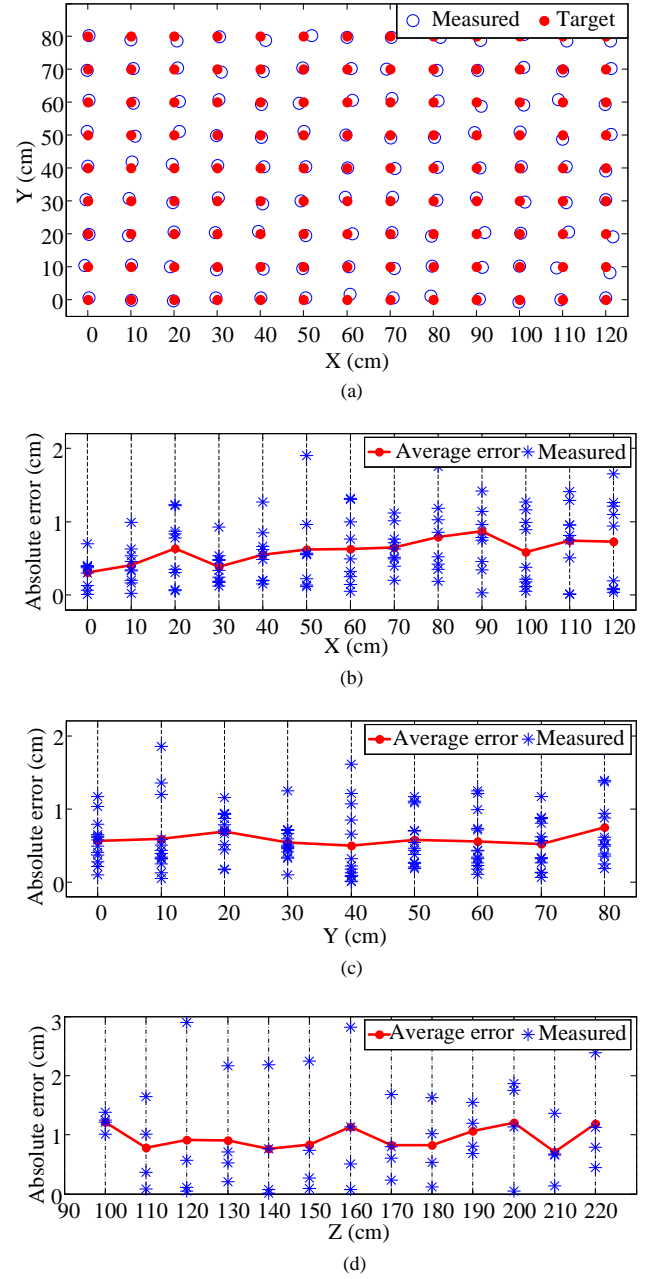 Measured Target
80
70
60
50
40
30
20
10
0
Y (cm)
0 10 20 30 40 50 60 70 80 90 100 110 120
X (cm)
(a)
2
1
0
Absolute error (cm)
Average error Measured
0 10 20 30 40 50 60 70 80 90 100 110 120
X (cm)
(b)
2
1
0
Absolute error (cm)
Average error Measured
0 10 20 30 40 50 60 70 80
Y (cm)
(c)
3
2
1
0
Absolute error (cm)
Average error Measured
90 100 110 120 130 140 150 160 170 180 190 200 210 220
Z (cm)
(d)